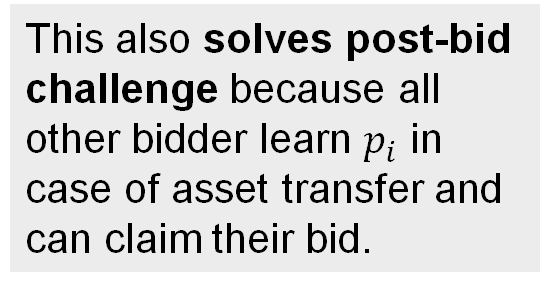 This also solves post-bid
challenge because all
other bidder learn pᵢ in
case of asset transfer and
can claim their bid.